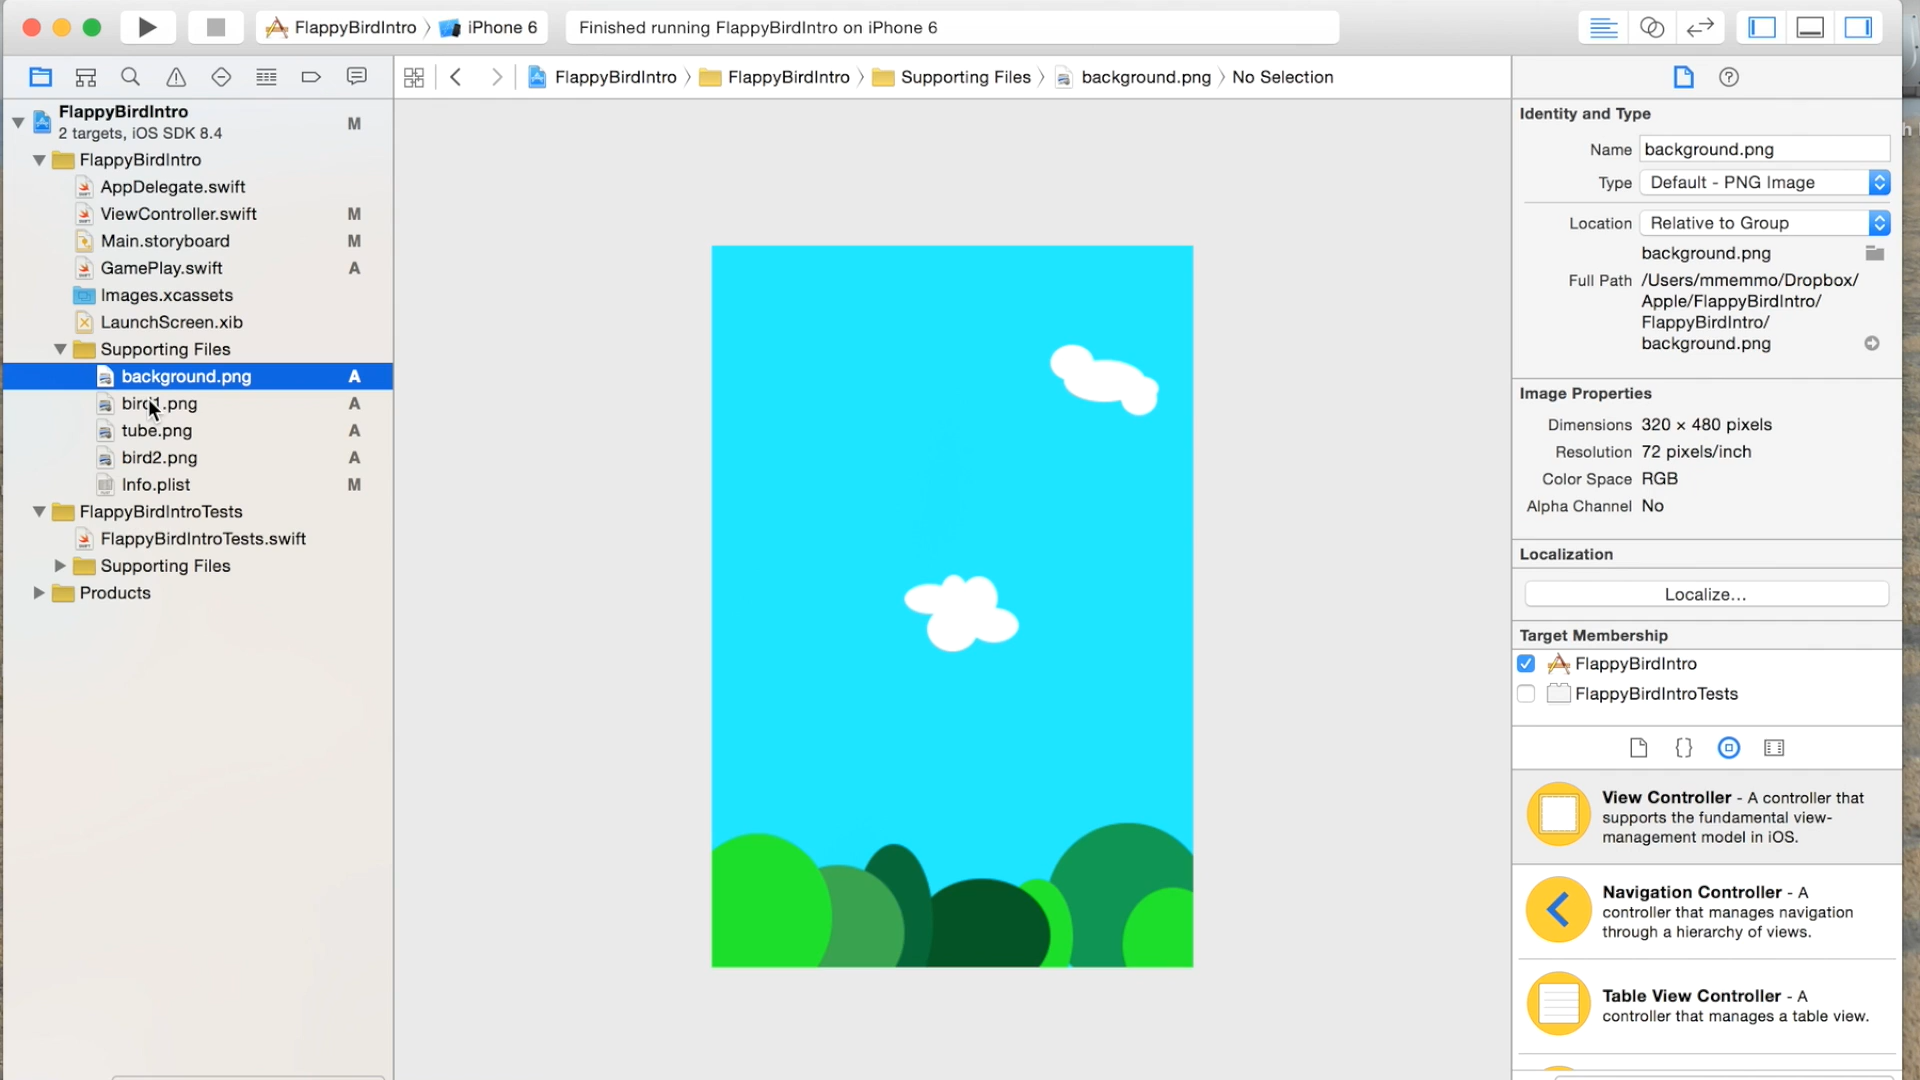 FlappyBirdIntro 〉 iPhone 6
Finished running FlappyBirdIntro on iPhone 6
FlappyBirdIntro 〉 FlappyBirdIntro 〉 Supporting Files 〉 background.png 〉 No Selection
FlappyBirdIntro
2 targets, iOS SDK 8.4
M
FlappyBirdIntro
AppDelegate.swift
ViewController.swift M
Main.storyboard M
GamePlay.swift A
Images.xcassets
LaunchScreen.xib
Supporting Files
background.png A
bird1.png A
tube.png A
bird2.png A
Info.plist M
FlappyBirdIntroTests
FlappyBirdIntroTests.swift
Supporting Files
Products
Identity and Type
Name background.png
Type Default - PNG Image
Location Relative to Group
background.png
Full Path /Users/mmemmo/Dropbox/
Apple/FlappyBirdIntro/
FlappyBirdIntro/
background.png
Image Properties
Dimensions 320 × 480 pixels
Resolution 72 pixels/inch
Color Space RGB
Alpha Channel No
Localization
Localize...
Target Membership
FlappyBirdIntro
FlappyBirdIntroTests
View Controller - A controller that
supports the fundamental view-
management model in iOS.
Navigation Controller - A
controller that manages navigation
through a hierarchy of views.
Table View Controller - A
controller that manages a table view.